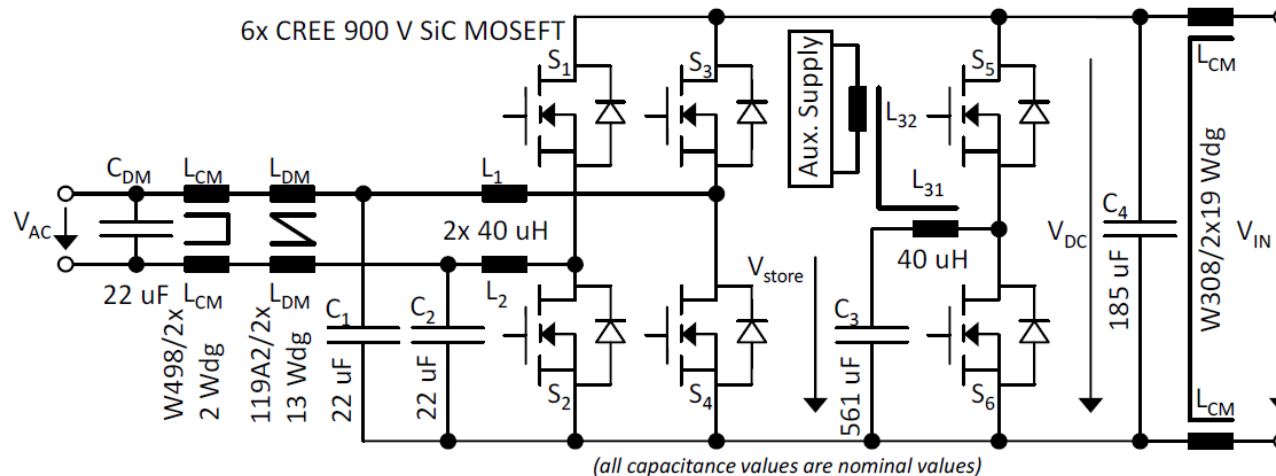 6x CREE 900 V SiC MOSEFT
S1
S3
S5
Aux. Supply
L32
L31
LCM
CDM
LCM
LDM
L1
VAC
2x 40 uH
22 uF
LCM
LDM
L2
W498/2x
2 Wdg
119A2/2x
13 Wdg
C1
22 uF
C2
22 uF
S2
S4
Vstore
C3
561 uF
40 uH
S6
VDC
C4
185 uF
W308/2x19 Wdg
VIN
LCM
(all capacitance values are nominal values)